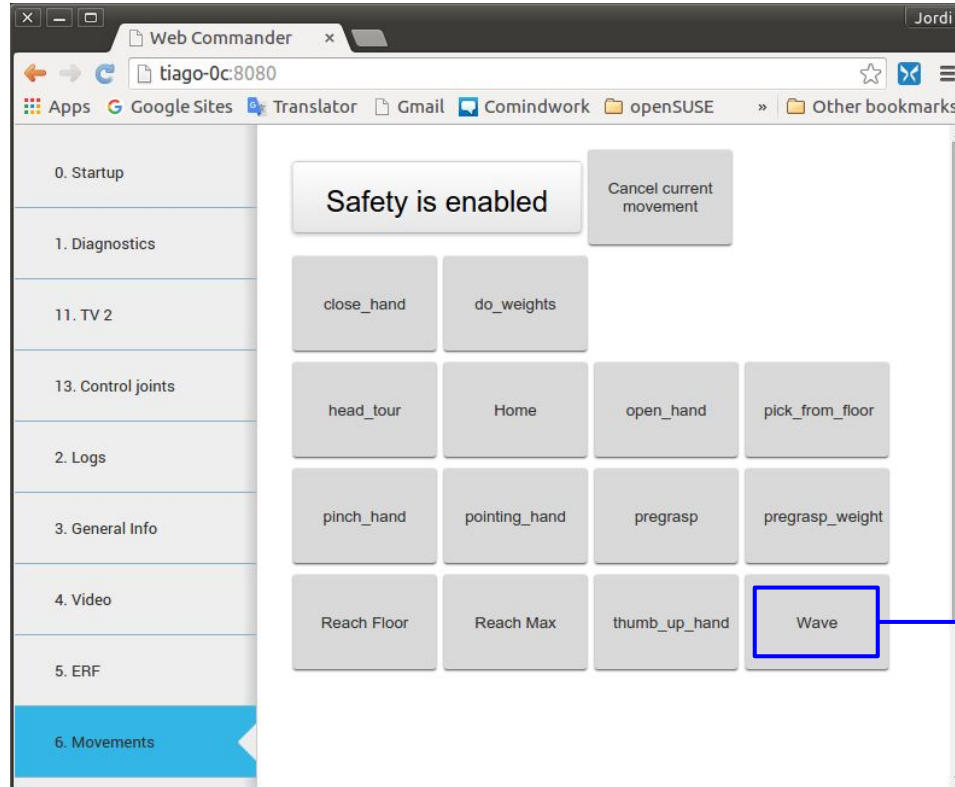 Jordi
Web Commander
tiago-0c:8080
Apps Google Sites Translator Gmail Comindwork openSUSE » Other bookmarks
0. Startup
1. Diagnostics
11. TV 2
13. Control joints
2. Logs
3. General Info
4. Video
5. ERF
6. Movements
Safety is enabled
Cancel current
movement
close_hand do_weights
head_tour Home open_hand pick_from_floor
pinch_hand pointing_hand pregrasp pregrasp_weight
Reach Floor Reach Max thumb_up_hand Wave